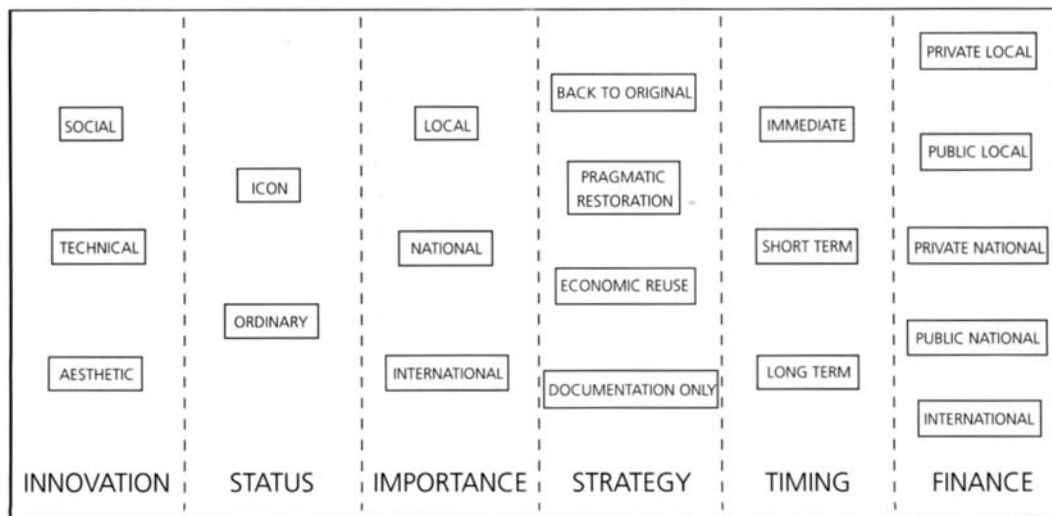 SOCIAL
TECHNICAL
AESTHETIC
INNOVATION
ICON
ORDINARY
STATUS
LOCAL
NATIONAL
INTERNATIONAL
IMPORTANCE
BACK TO ORIGINAL
PRAGMATIC
RESTORATION
ECONOMIC REUSE
DOCUMENTATION ONLY
STRATEGY
IMMEDIATE
SHORT TERM
LONG TERM
TIMING
PRIVATE LOCAL
PUBLIC LOCAL
PRIVATE NATIONAL
PUBLIC NATIONAL
INTERNATIONAL
FINANCE